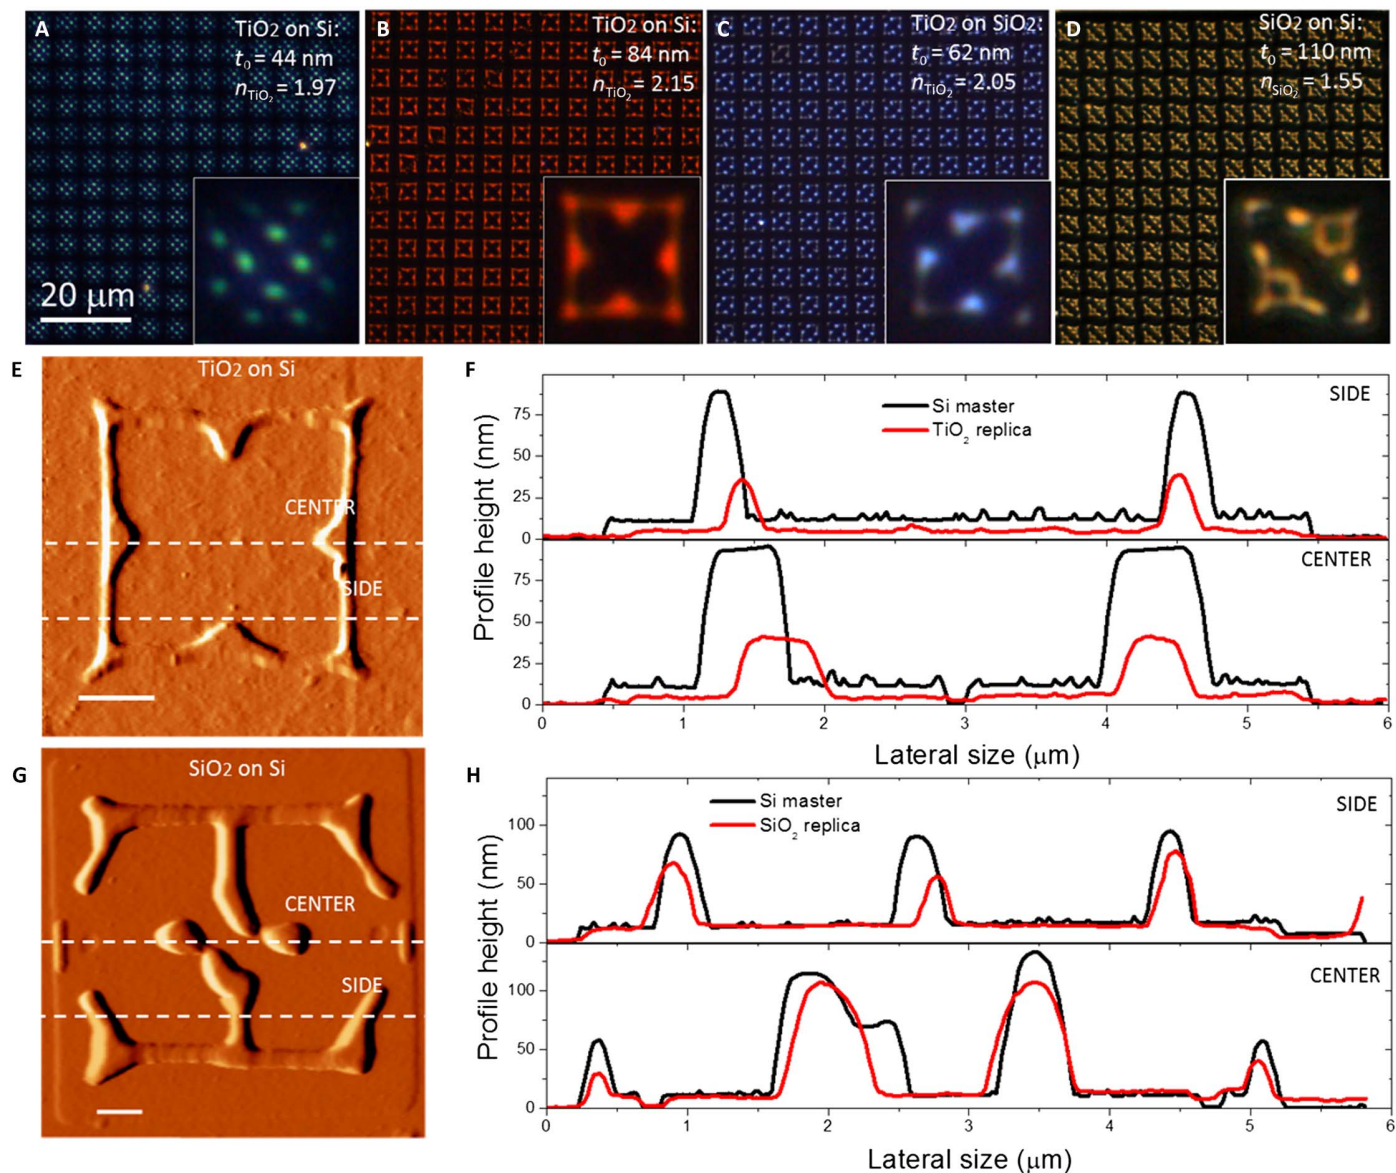 A
TiO2 on Si:
t₀ = 44 nm
nTiO₂ = 1.97
20 μm
B
TiO2 on Si:
t₀ = 84 nm
nTiO₂ = 2.15
C
TiO2 on SiO2:
t₀ = 62 nm
nTiO₂ = 2.05
D
SiO2 on Si:
t₀ = 110 nm
nSiO₂ = 1.55
E
TiO2 on Si
CENTER
SIDE
F
SIDE
Si master
TiO₂ replica
75
50
25
0
CENTER
75
50
25
0
0 1 2 3 4 5 6
Profile height (nm)
Lateral size (μm)
G
SiO2 on Si
CENTER
SIDE
H
SIDE
Si master
SiO₂ replica
100
50
0
CENTER
100
50
0
0 1 2 3 4 5 6
Profile height (nm)
Lateral size (μm)